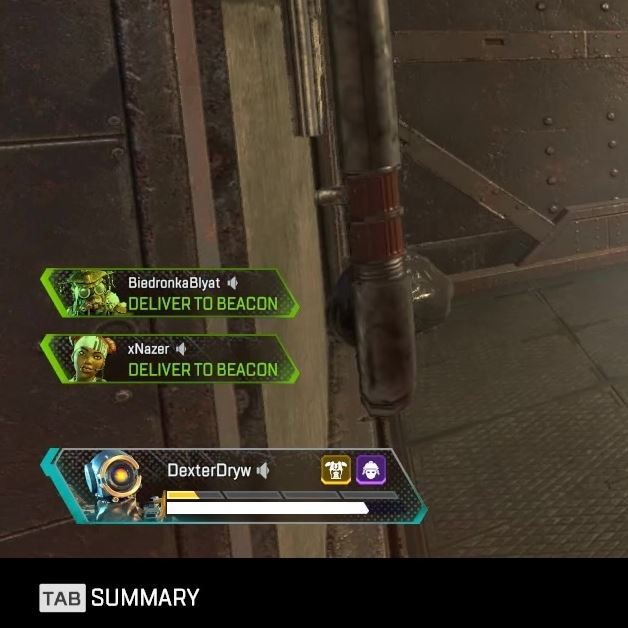 BiedronkaBlyat
DELIVER TO BEACON
xNazer
DELIVER TO BEACON
DexterDryw
TAB SUMMARY